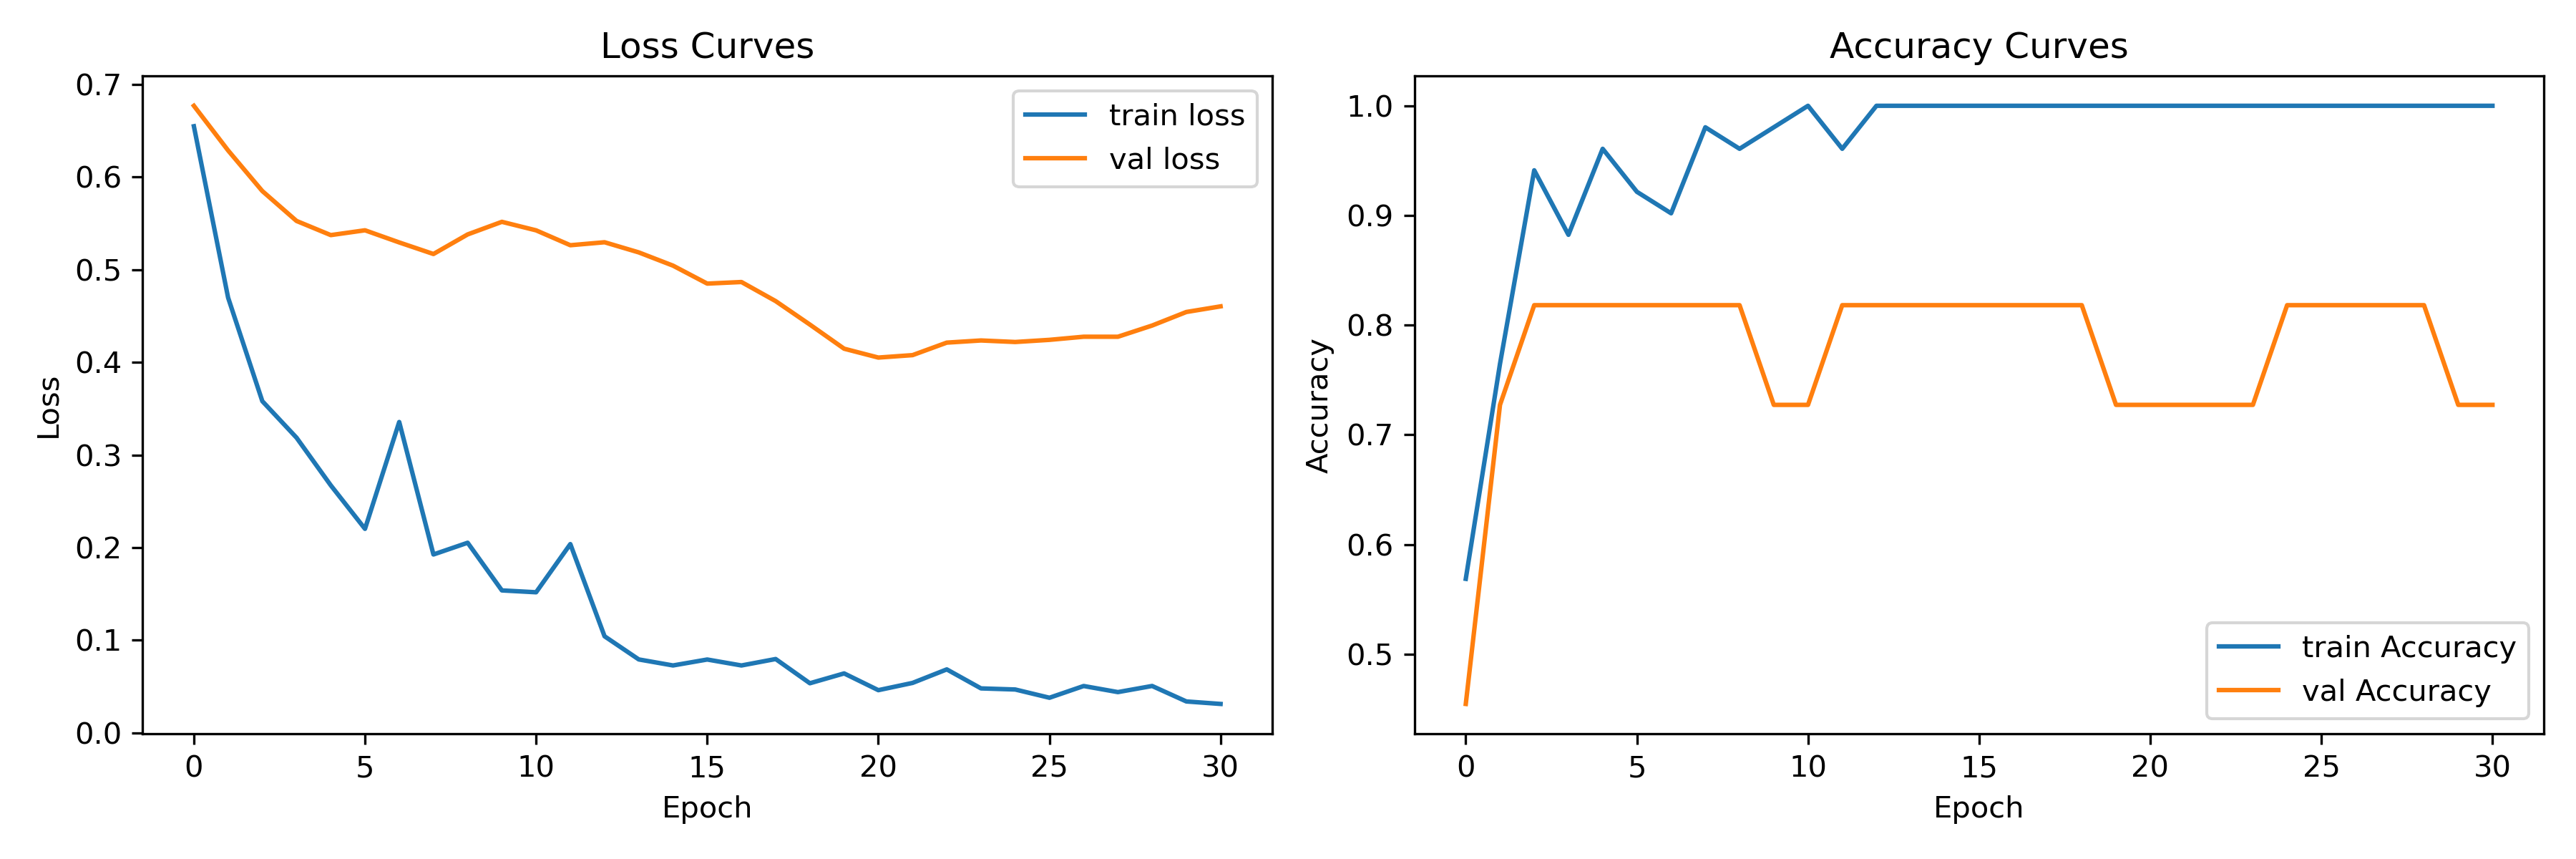 Loss Curves
0.7
0.6
0.5
0.4
0.3
0.2
0.1
0.0
Loss
0 5 10 15 20 25 30
Epoch
train loss
val loss
Accuracy Curves
1.0
0.9
0.8
0.7
0.6
0.5
Accuracy
0 5 10 15 20 25 30
Epoch
train Accuracy
val Accuracy